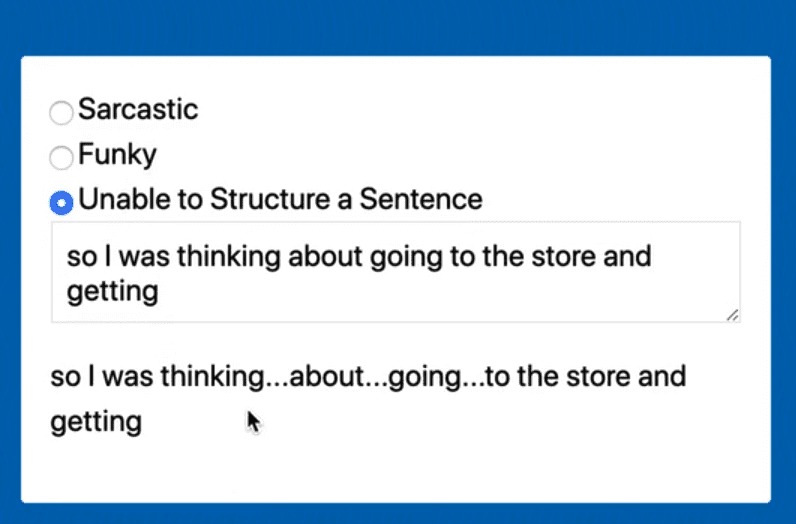 Sarcastic
Funky
Unable to Structure a Sentence
so I was thinking about going to the store and
getting
so I was thinking...about...going...to the store and
getting